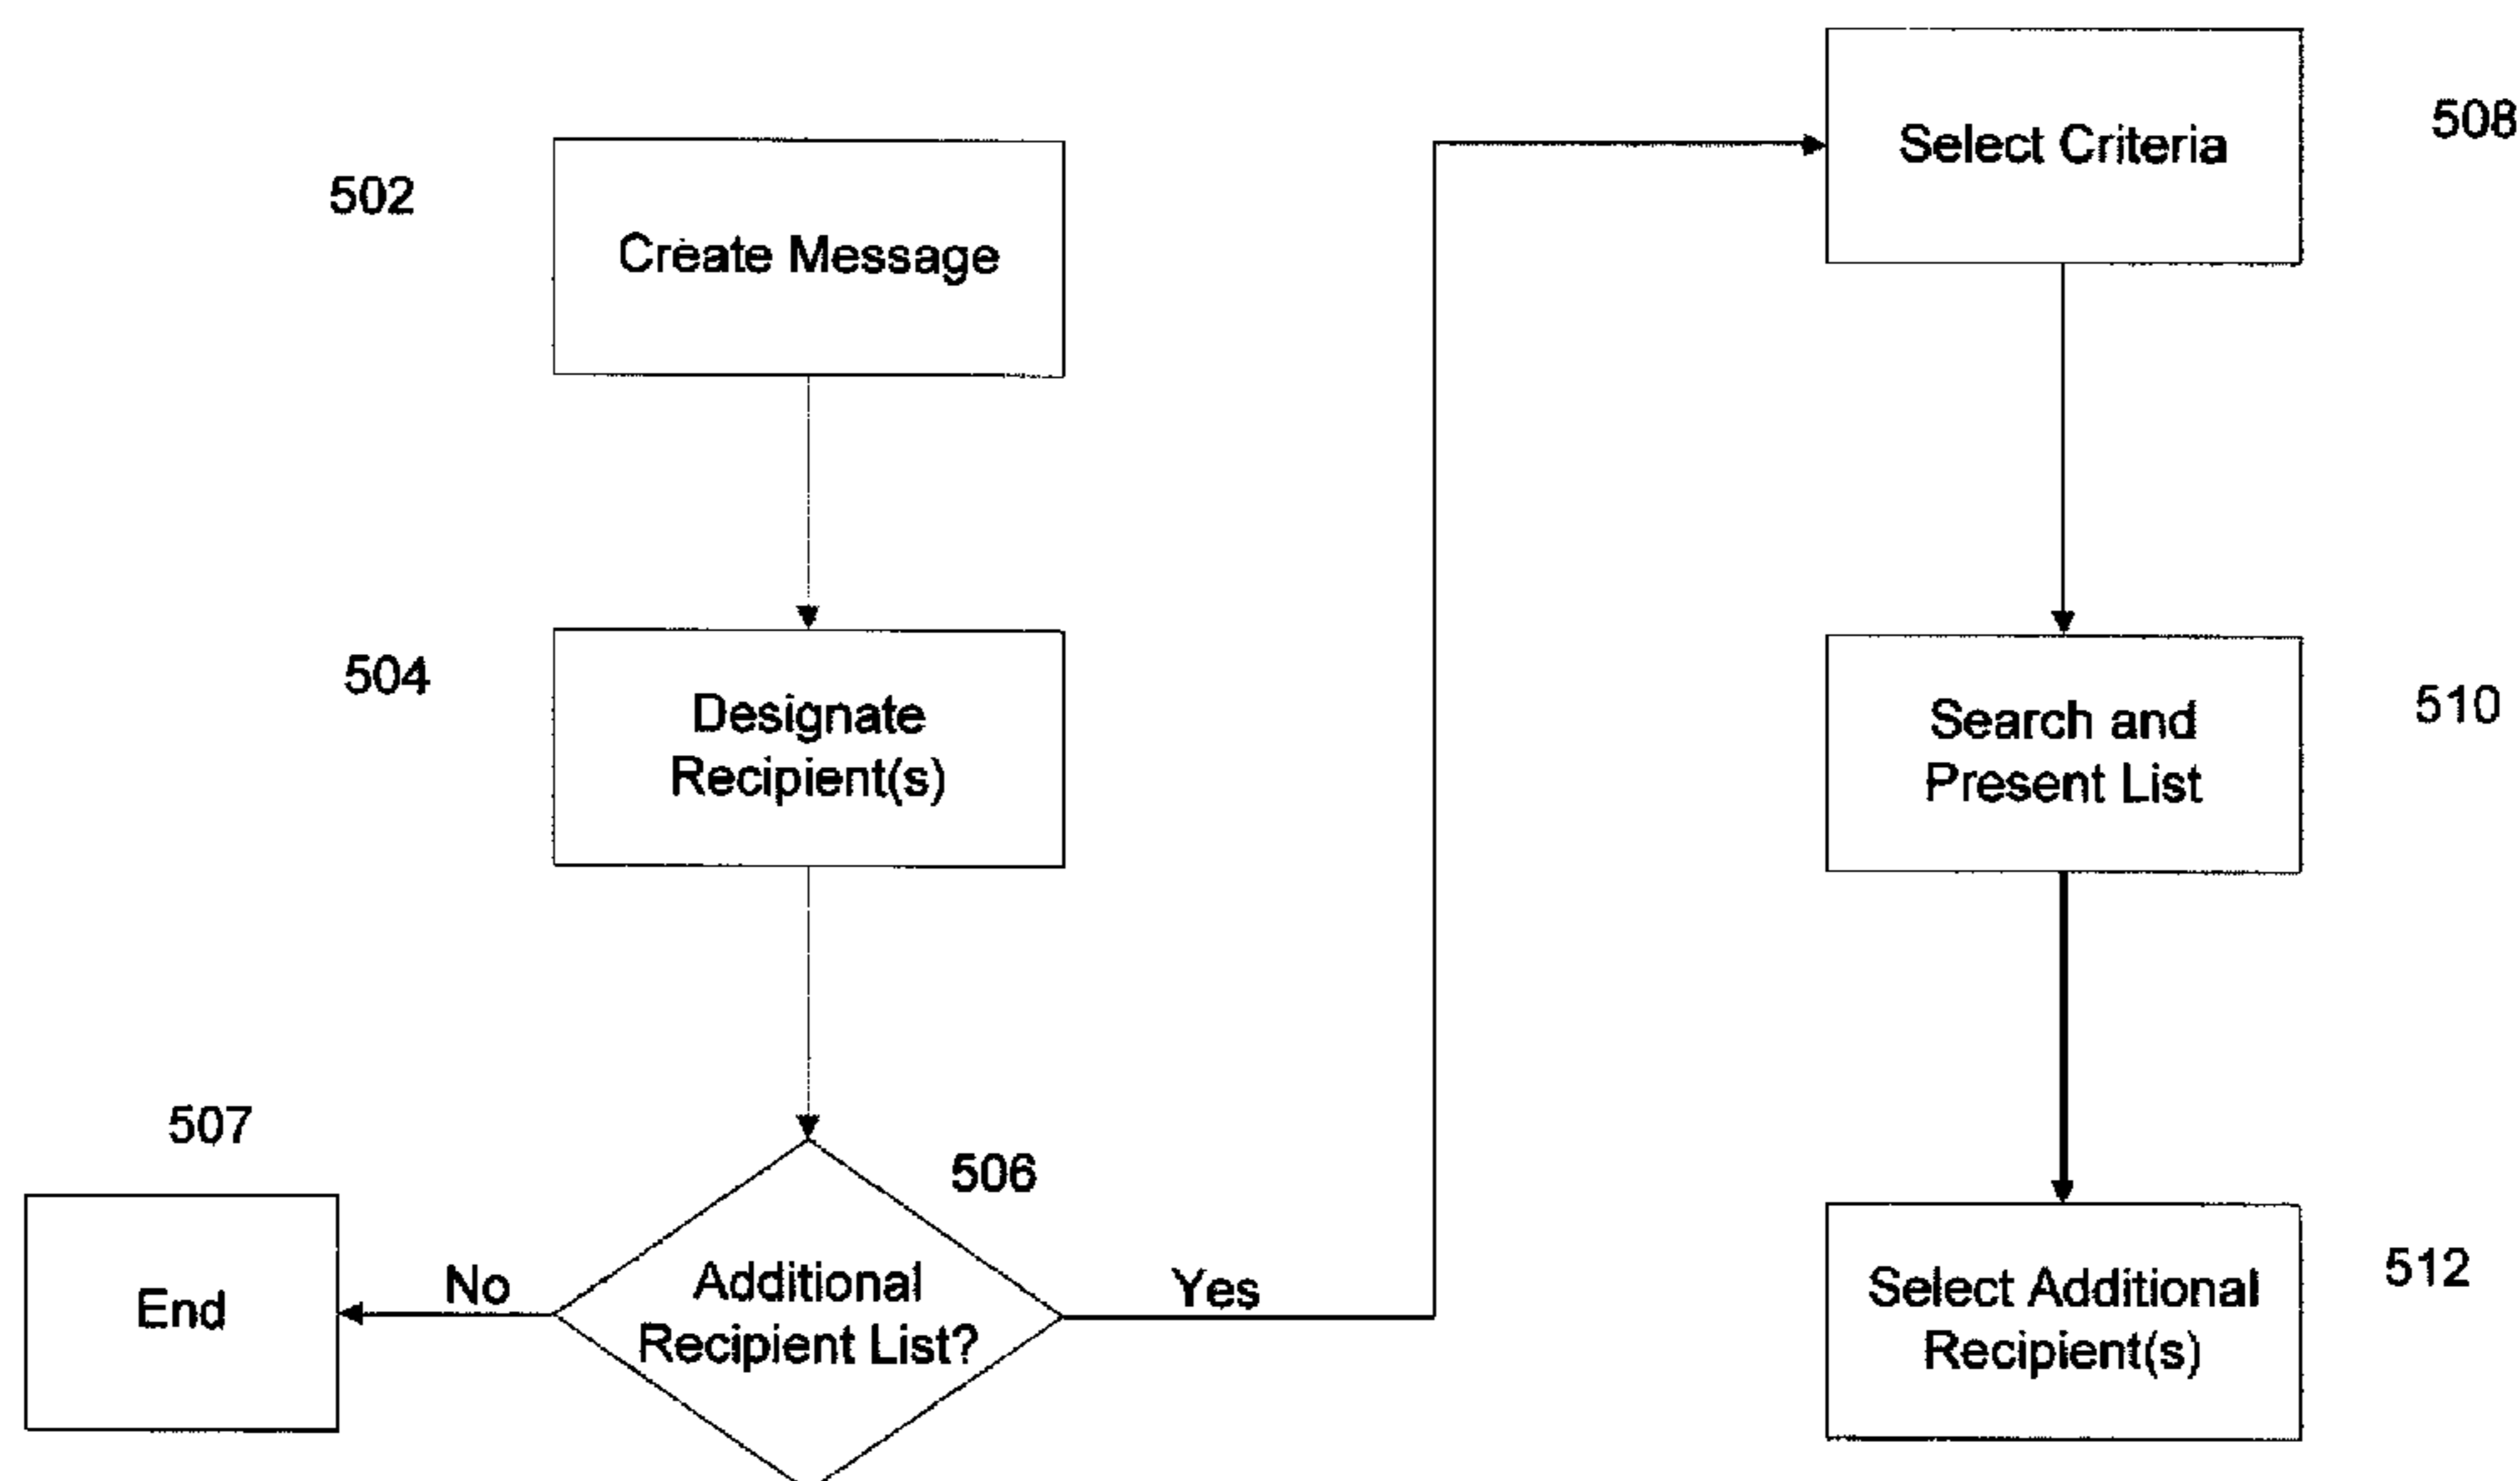 502
Create Message
504
Designate
Recipient(s)
507
End
No
506
Additional
Recipient List?
Yes
508
Select Criteria
510
Search and
Present List
512
Select Additional
Recipient(s)